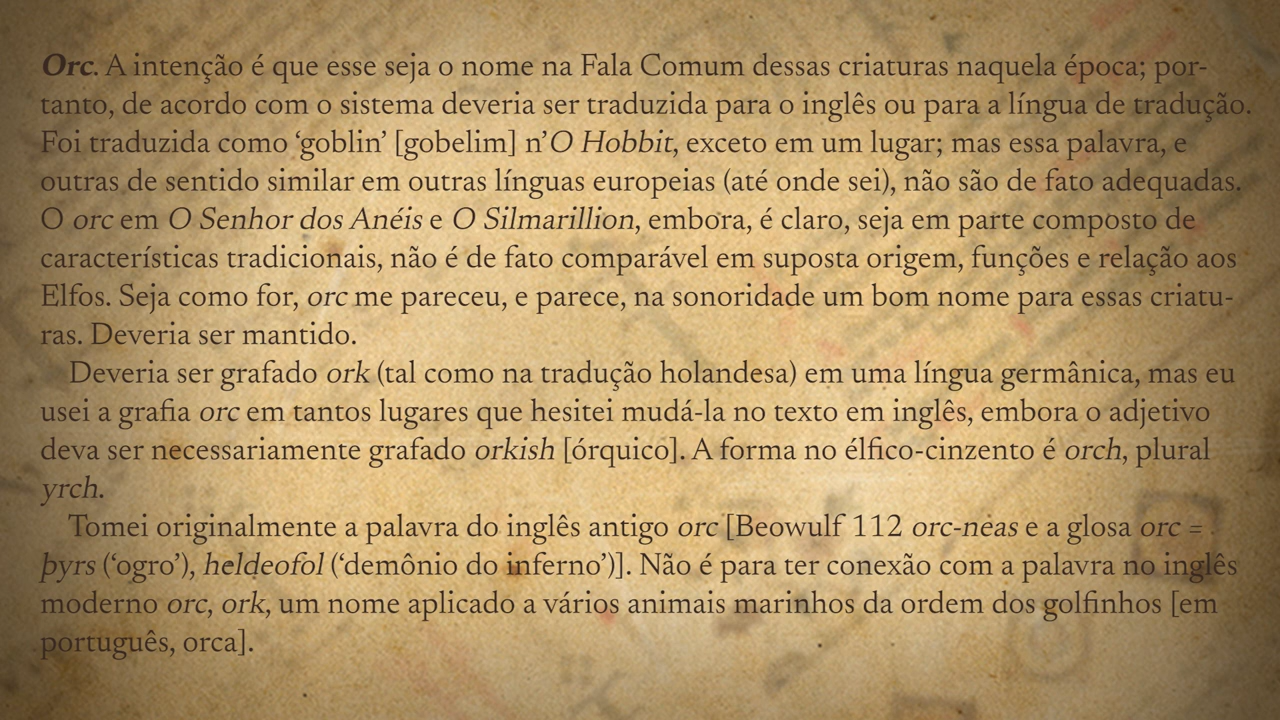 Orc. A intenção é que esse seja o nome na Fala Comum dessas criaturas naquela época; por-
tanto, de acordo com o sistema deveria ser traduzida para o inglês ou para a língua de tradução.
Foi traduzida como ‘goblin’ [gobelim] n’O Hobbit, exceto em um lugar; mas essa palavra, e
outras de sentido similar em outras línguas europeias (até onde sei), não são de fato adequadas.
O orc em O Senhor dos Anéis e O Silmarillion, embora, é claro, seja em parte composto de
características tradicionais, não é de fato comparável em suposta origem, funções e relação aos
Elfos. Seja como for, orc me pareceu, e parece, na sonoridade um bom nome para essas criatu-
ras. Deveria ser mantido.
Deveria ser grafado ork (tal como na tradução holandesa) em uma língua germânica, mas eu
usei a grafia orc em tantos lugares que hesitei mudá-la no texto em inglês, embora o adjetivo
deva ser necessariamente grafado orkish [órquico]. A forma no élfico-cinzento é orch, plural
yrch.
Tomei originalmente a palavra do inglês antigo orc [Beowulf 112 orc-neas e a glosa orc =
þyrs (‘ogro’), heldeofol (‘demônio do inferno’)]. Não é para ter conexão com a palavra no inglês
moderno orc, ork, um nome aplicado a vários animais marinhos da ordem dos golfinhos [em
português, orca].